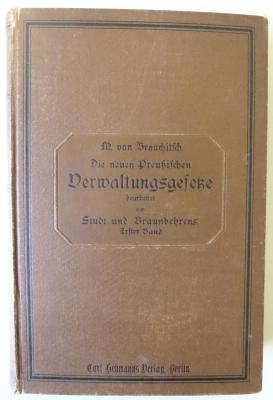 M. von Brauchitsch.
Die neuen Preußischen
Verwaltungsgesetze
bearbeitet
von
Studt und Braunbehrens.
Erster Band.
Carl Heymanns Verlag, Berlin.